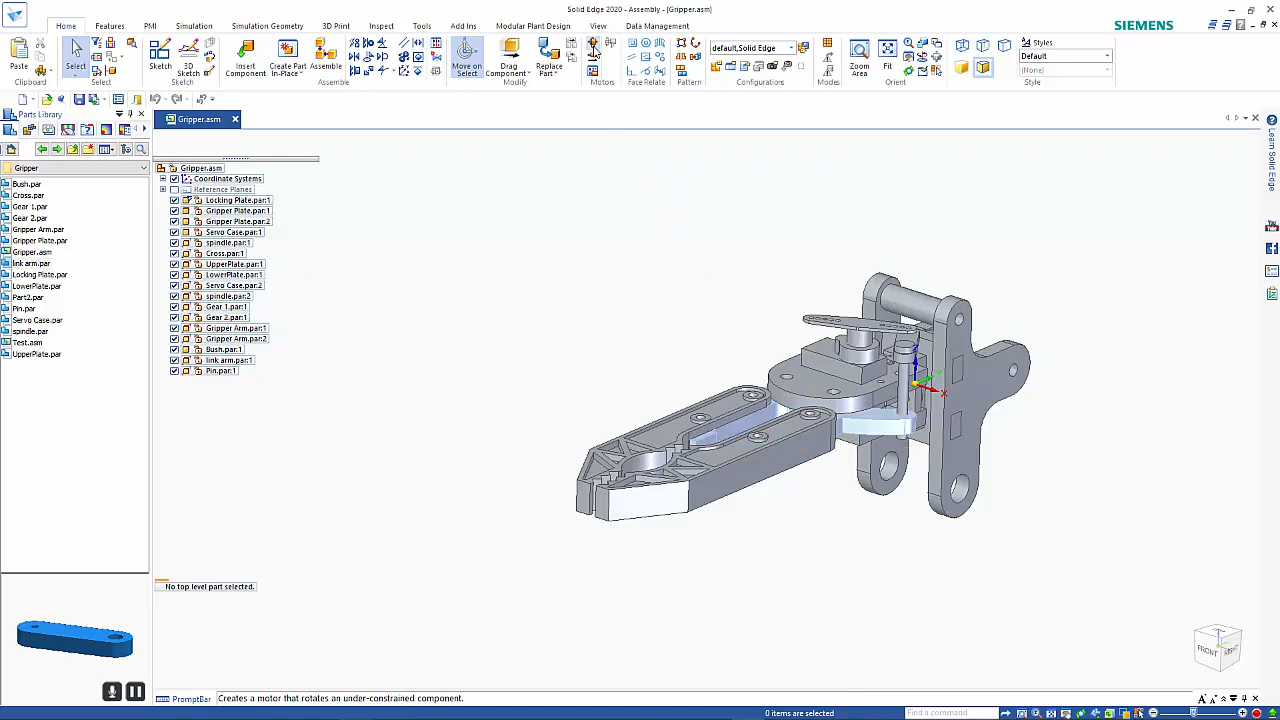 Solid Edge 2020 - Assembly - [Gripper.asm]
Home Features PMI Simulation Simulation Geometry 3D Print Inspect Tools Add Ins Modular Plant Design View Data Management
SIEMENS
Paste
Select
Sketch
3D Sketch
Insert Component
Create Part In-Place
Assemble
Move on Select
Drag Component
Replace Part
default,Solid Edge
Zoom Area
Fit
Styles
Default
(None)
Clipboard Select Sketch Assemble Modify Motors Face Relate Pattern Configurations Modes Orient Style
Parts Library
Gripper.asm
Gripper
Bush.par
Cross.par
Gear 1.par
Gear 2.par
Gripper Arm.par
Gripper Plate.par
Gripper.asm
link arm.par
Locking Plate.par
LowerPlate.par
Part2.par
Pin.par
Servo Case.par
spindle.par
Test.asm
UpperPlate.par
Gripper.asm
Coordinate Systems
Reference Planes
Locking Plate.par:1
Gripper Plate.par:1
Gripper Plate.par:2
Servo Case.par:1
spindle.par:1
Cross.par:1
UpperPlate.par:1
LowerPlate.par:1
Servo Case.par:2
spindle.par:2
Gear 1.par:1
Gear 2.par:1
Gripper Arm.par:1
Gripper Arm.par:2
Bush.par:1
link arm.par:1
Pin.par:1
No top level part selected.
Z
Y
X
Learn Solid Edge
FRONT
RIGHT
PromptBar
Creates a motor that rotates an under-constrained component.
0 items are selected
Find a command